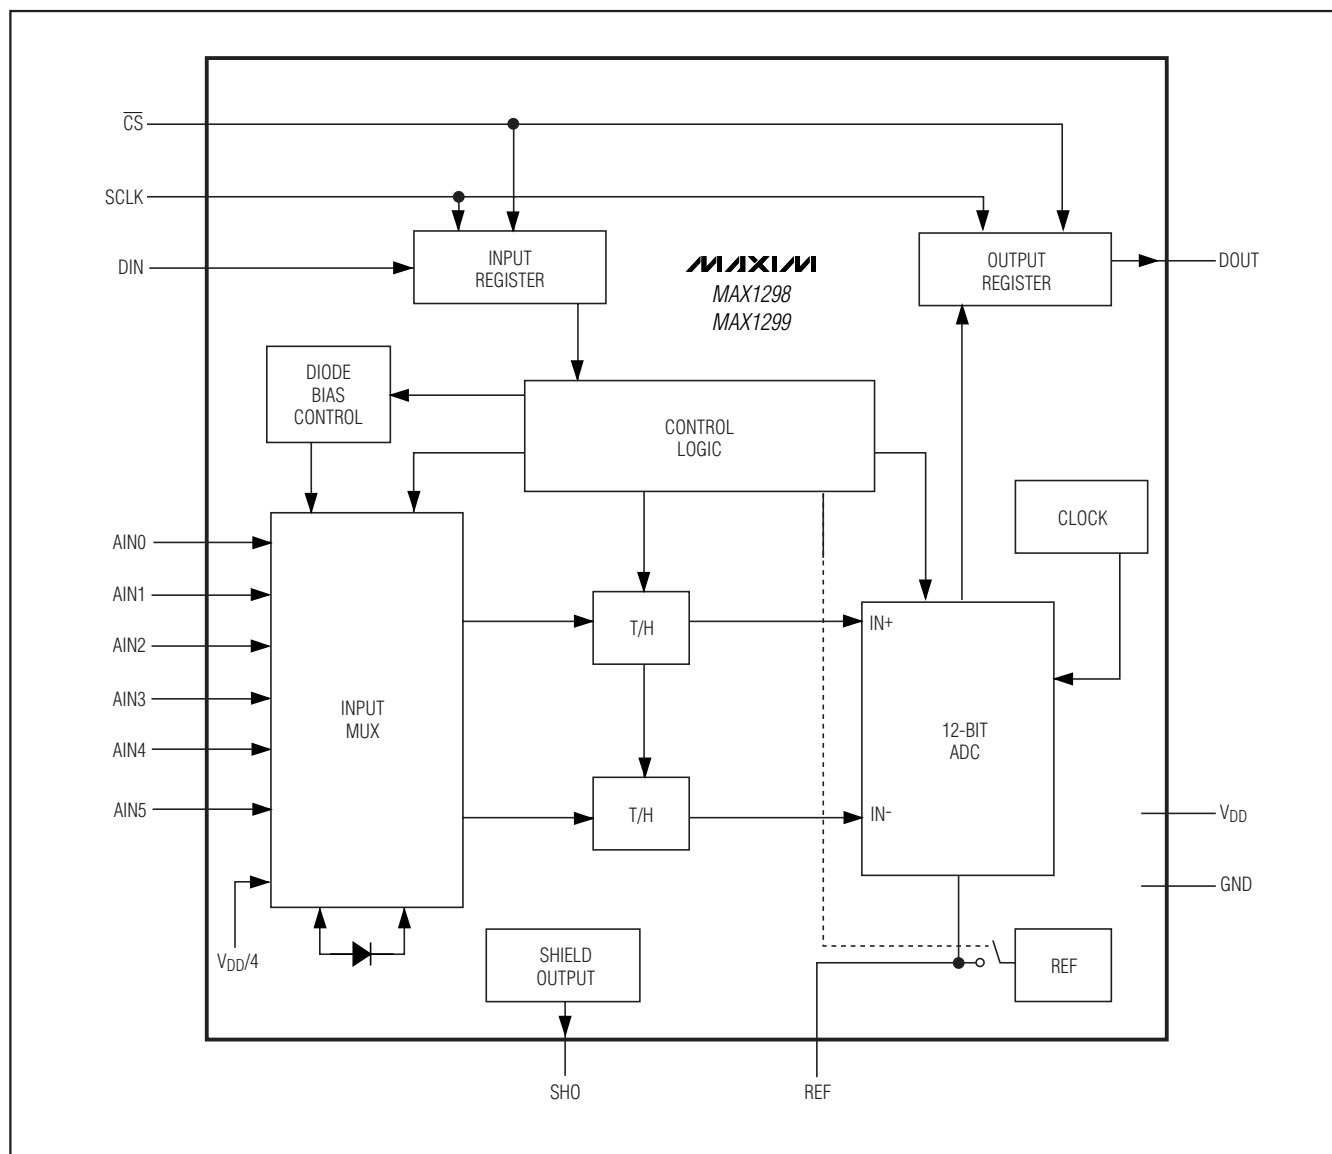 CS
SCLK
DIN
INPUT
REGISTER
MAXIM
MAX1298
MAX1299
OUTPUT
REGISTER
DOUT
DIODE
BIAS
CONTROL
CONTROL
LOGIC
CLOCK
AIN0
AIN1
AIN2
AIN3
AIN4
AIN5
INPUT
MUX
T/H
T/H
IN+
12-BIT
ADC
IN-
VDD
GND
VDD/4
SHIELD
OUTPUT
REF
SHO
REF